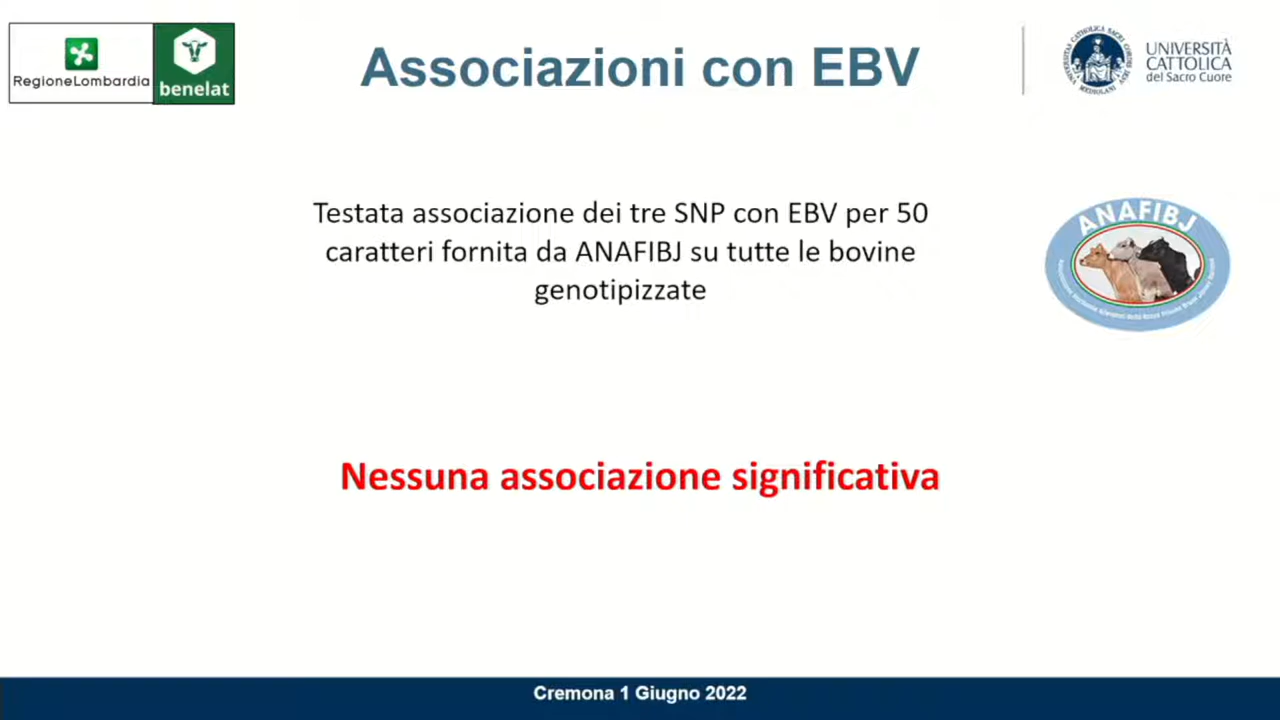 RegioneLombardia
benelat
Associazioni con EBV
UNIVERSITÀ
CATTOLICA
del Sacro Cuore
Testata associazione dei tre SNP con EBV per 50
caratteri fornita da ANAFIBJ su tutte le bovine
genotipizzate
ANAFIBJ
Nessuna associazione significativa
Cremona 1 Giugno 2022